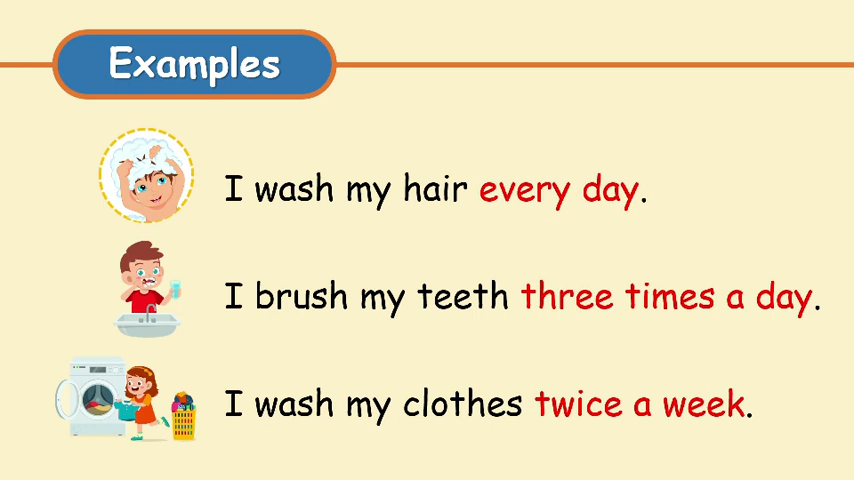 Examples
I wash my hair every day.
I brush my teeth three times a day.
I wash my clothes twice a week.